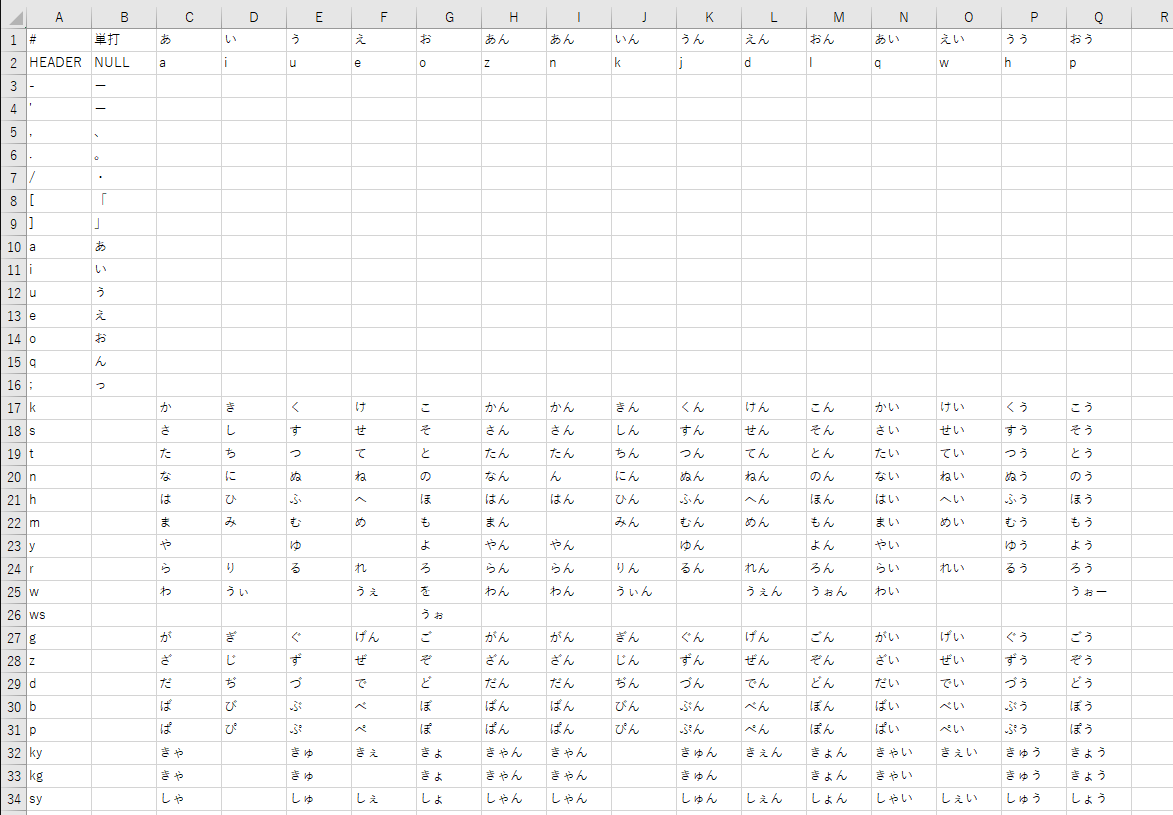 A B C D E F G H I J K L M N O P Q R
1 # 単打 あ い う え お あん あん いん うん えん おん あい えい うう おう
2 HEADER NULL a i u e o z n k j d l q w h p
3 - ー
4 ' ー
5 , 、
6 . 。
7 / ・
8 [ 「
9 ] 」
10 a あ
11 i い
12 u う
13 e え
14 o お
15 q ん
16 ; っ
17 k か き く け こ かん かん きん くん けん こん かい けい くう こう
18 s さ し す せ そ さん さん しん すん せん そん さい せい すう そう
19 t た ち つ て と たん たん ちん つん てん とん たい てい つう とう
20 n な に ぬ ね の なん ん にん ぬん ねん のん ない ねい ぬう のう
21 h は ひ ふ へ ほ はん はん ひん ふん へん ほん はい へい ふう ほう
22 m ま み む め も まん みん むん めん もん まい めい むう もう
23 y や ゆ よ やん やん ゆん よん やい ゆう よう
24 r ら り る れ ろ らん らん りん るん れん ろん らい れい るう ろう
25 w わ うぃ うぇ を わん わん うぃん うぇん うぉん わい うぉー
26 ws うぉ
27 g が ぎ ぐ げん ご がん がん ぎん ぐん げん ごん がい げい ぐう ごう
28 z ざ じ ず ぜ ぞ ざん ざん じん ずん ぜん ぞん ざい ぜい ずう ぞう
29 d だ ぢ づ で ど だん だん ぢん づん でん どん だい でい づう どう
30 b ば び ぶ べ ぼ ばん ばん びん ぶん べん ぼん ばい べい ぶう ぼう
31 p ぱ ぴ ぷ ぺ ぽ ぱん ぱん ぴん ぷん ぺん ぽん ぱい ぺい ぷう ぽう
32 ky きゃ きゅ きぇ きょ きゃん きゃん きゅん きぇん きょん きゃい きぇい きゅう きょう
33 kg きゃ きゅ きょ きゃん きゃん きゅん きょん きゃい きゅう きょう
34 sy しゃ しゅ しぇ しょ しゃん しゃん しゅん しぇん しょん しゃい しぇい しゅう しょう